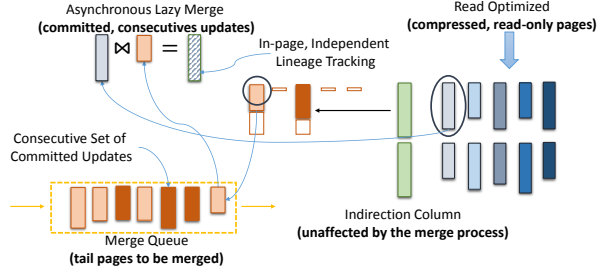 Asynchronous Lazy Merge
(committed, consecutives updates)
Read Optimized
(compressed, read-only pages)
In-page, Independent
Lineage Tracking
Consecutive Set of
Committed Updates
Merge Queue
(tail pages to be merged)
Indirection Column
(unaffected by the merge process)